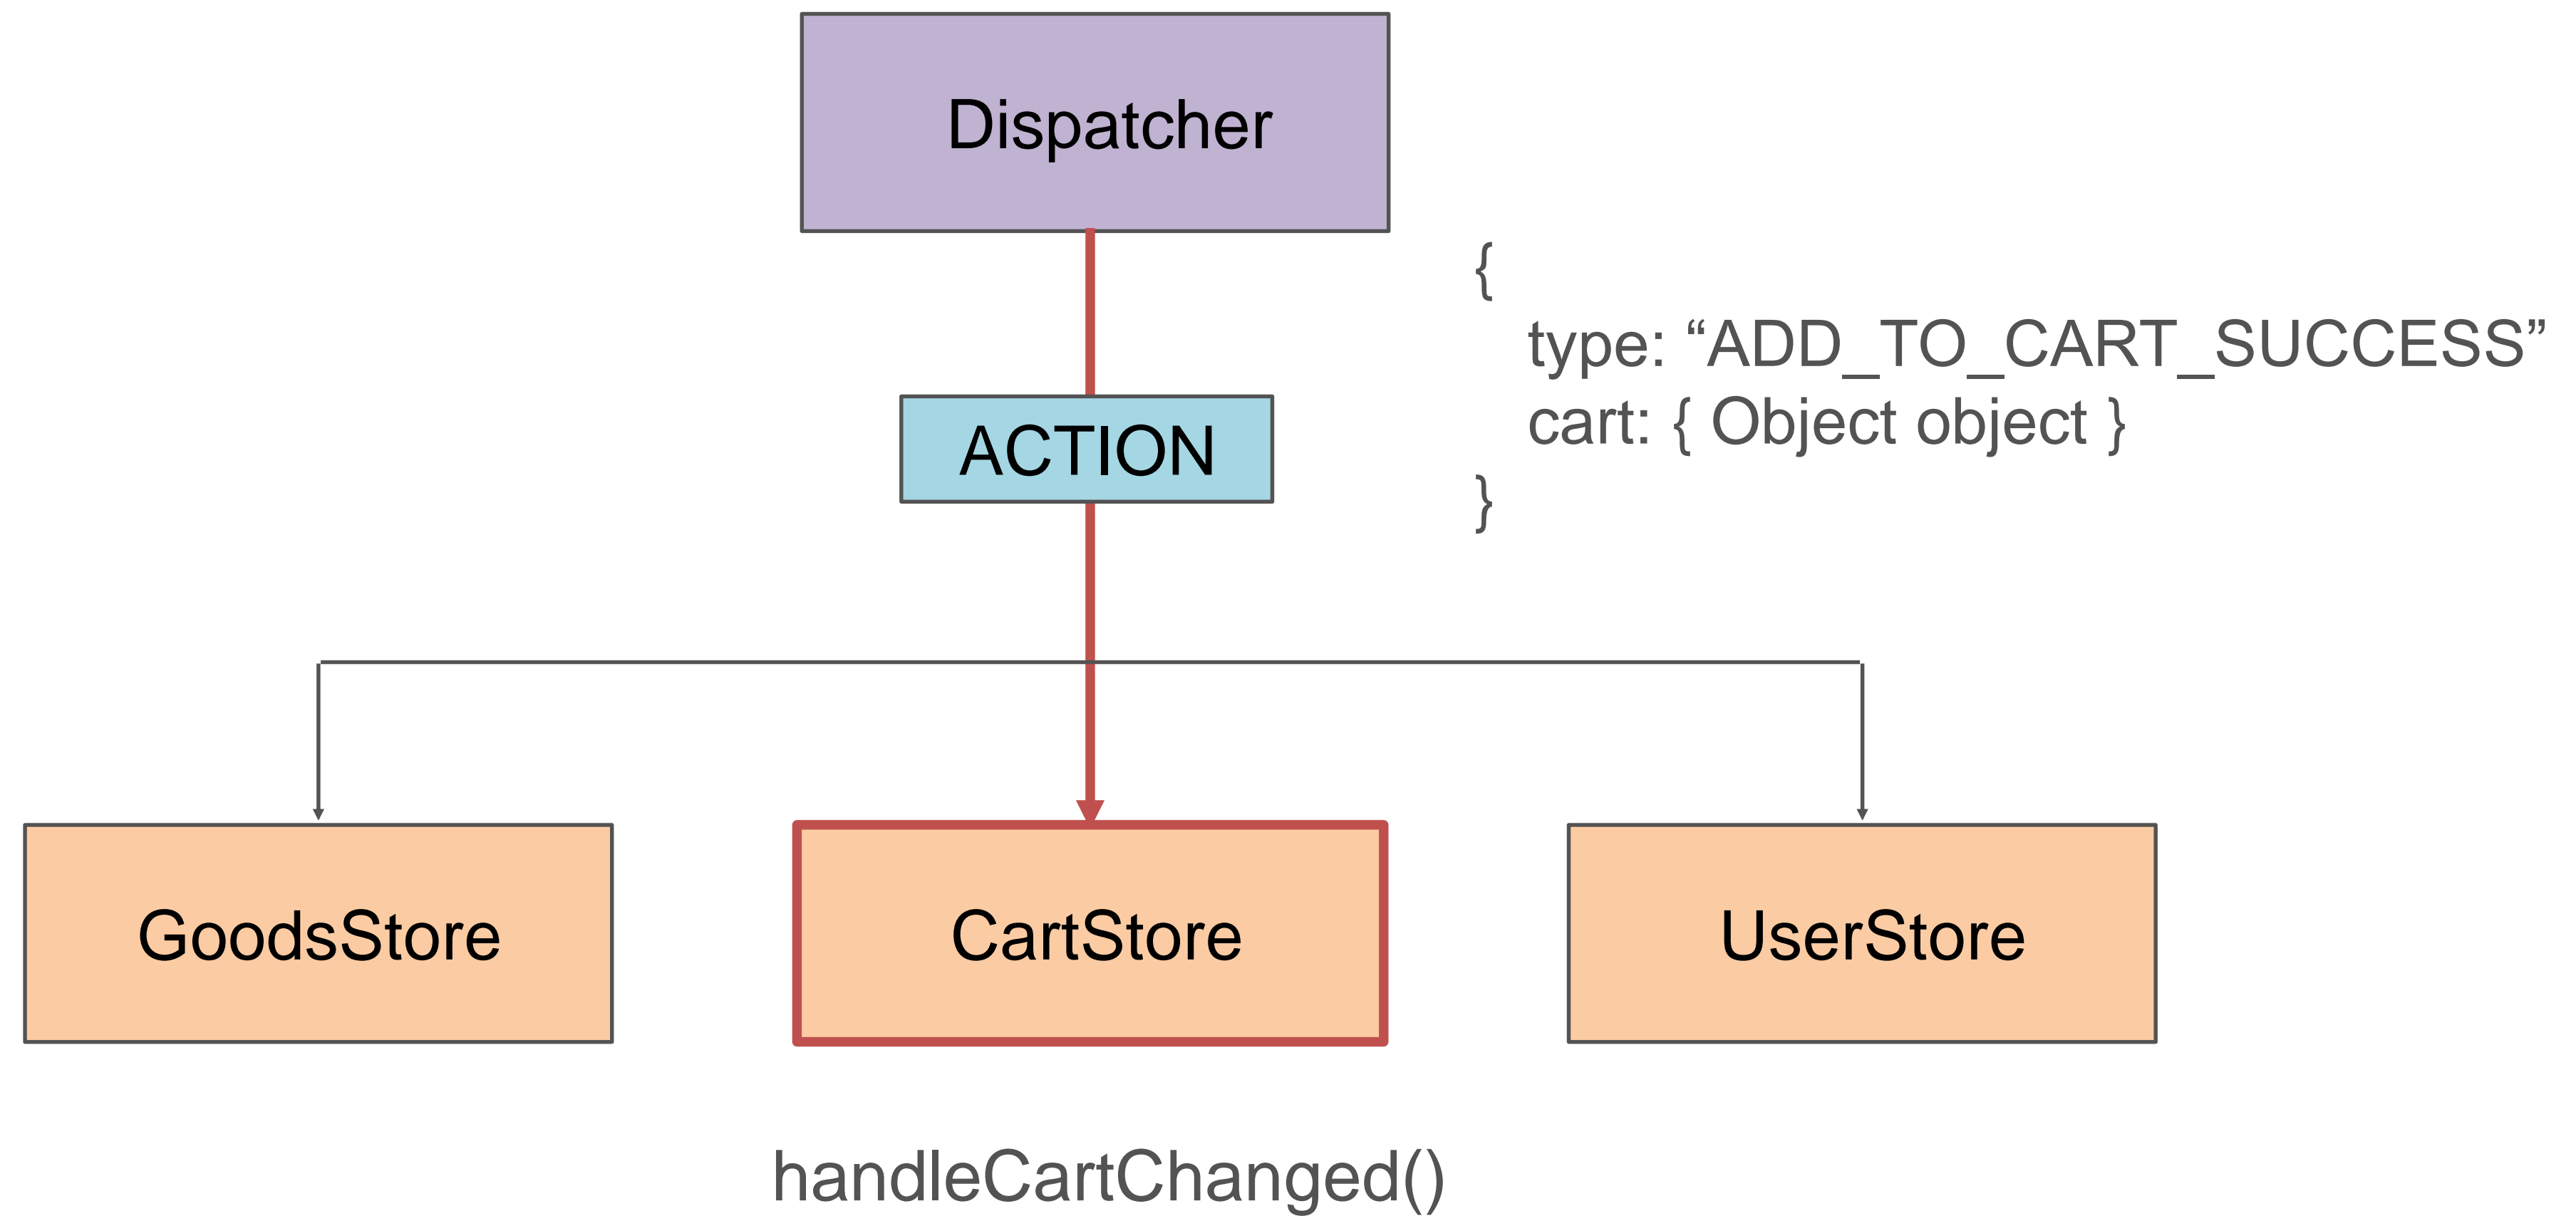 Dispatcher
{
type: “ADD_TO_CART_SUCCESS”
cart: { Object object }
}
ACTION
GoodsStore
CartStore
UserStore
handleCartChanged()